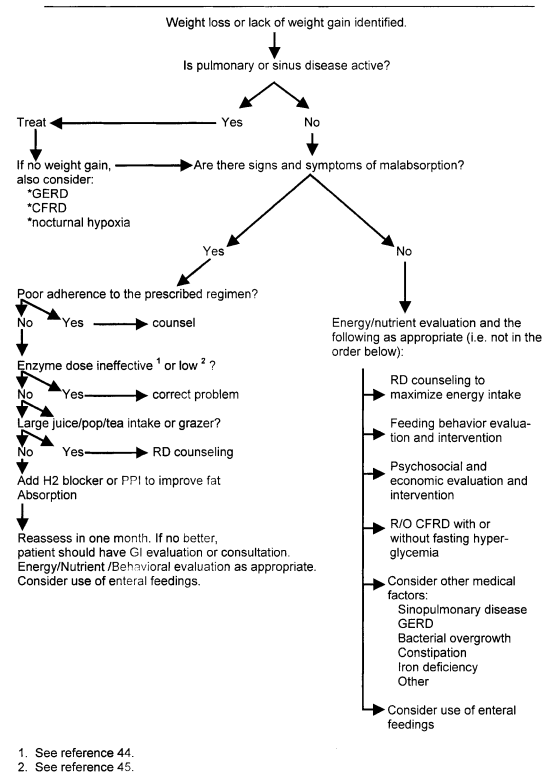 Weight loss or lack of weight gain identified.
Is pulmonary or sinus disease active?
Treat
Yes
No
If no weight gain,
also consider:
*GERD
*CFRD
*nocturnal hypoxia
Are there signs and symptoms of malabsorption?
Yes
No
Poor adherence to the prescribed regimen?
No
Yes
counsel
Enzyme dose ineffective 1 or low 2 ?
No
Yes
correct problem
Large juice/pop/tea intake or grazer?
No
Yes
RD counseling
Add H2 blocker or PPI to improve fat
Absorption
Reassess in one month. If no better,
patient should have GI evaluation or consultation.
Energy/Nutrient /Behavioral evaluation as appropriate.
Consider use of enteral feedings.
Energy/nutrient evaluation and the
following as appropriate (i.e. not in the
order below):
RD counseling to
maximize energy intake
Feeding behavior evalua-
tion and intervention
Psychosocial and
economic evaluation and
intervention
R/O CFRD with or
without fasting hyper-
glycemia
Consider other medical
factors:
Sinopulmonary disease
GERD
Bacterial overgrowth
Constipation
Iron deficiency
Other
Consider use of enteral
feedings
1. See reference 44.
2. See reference 45.